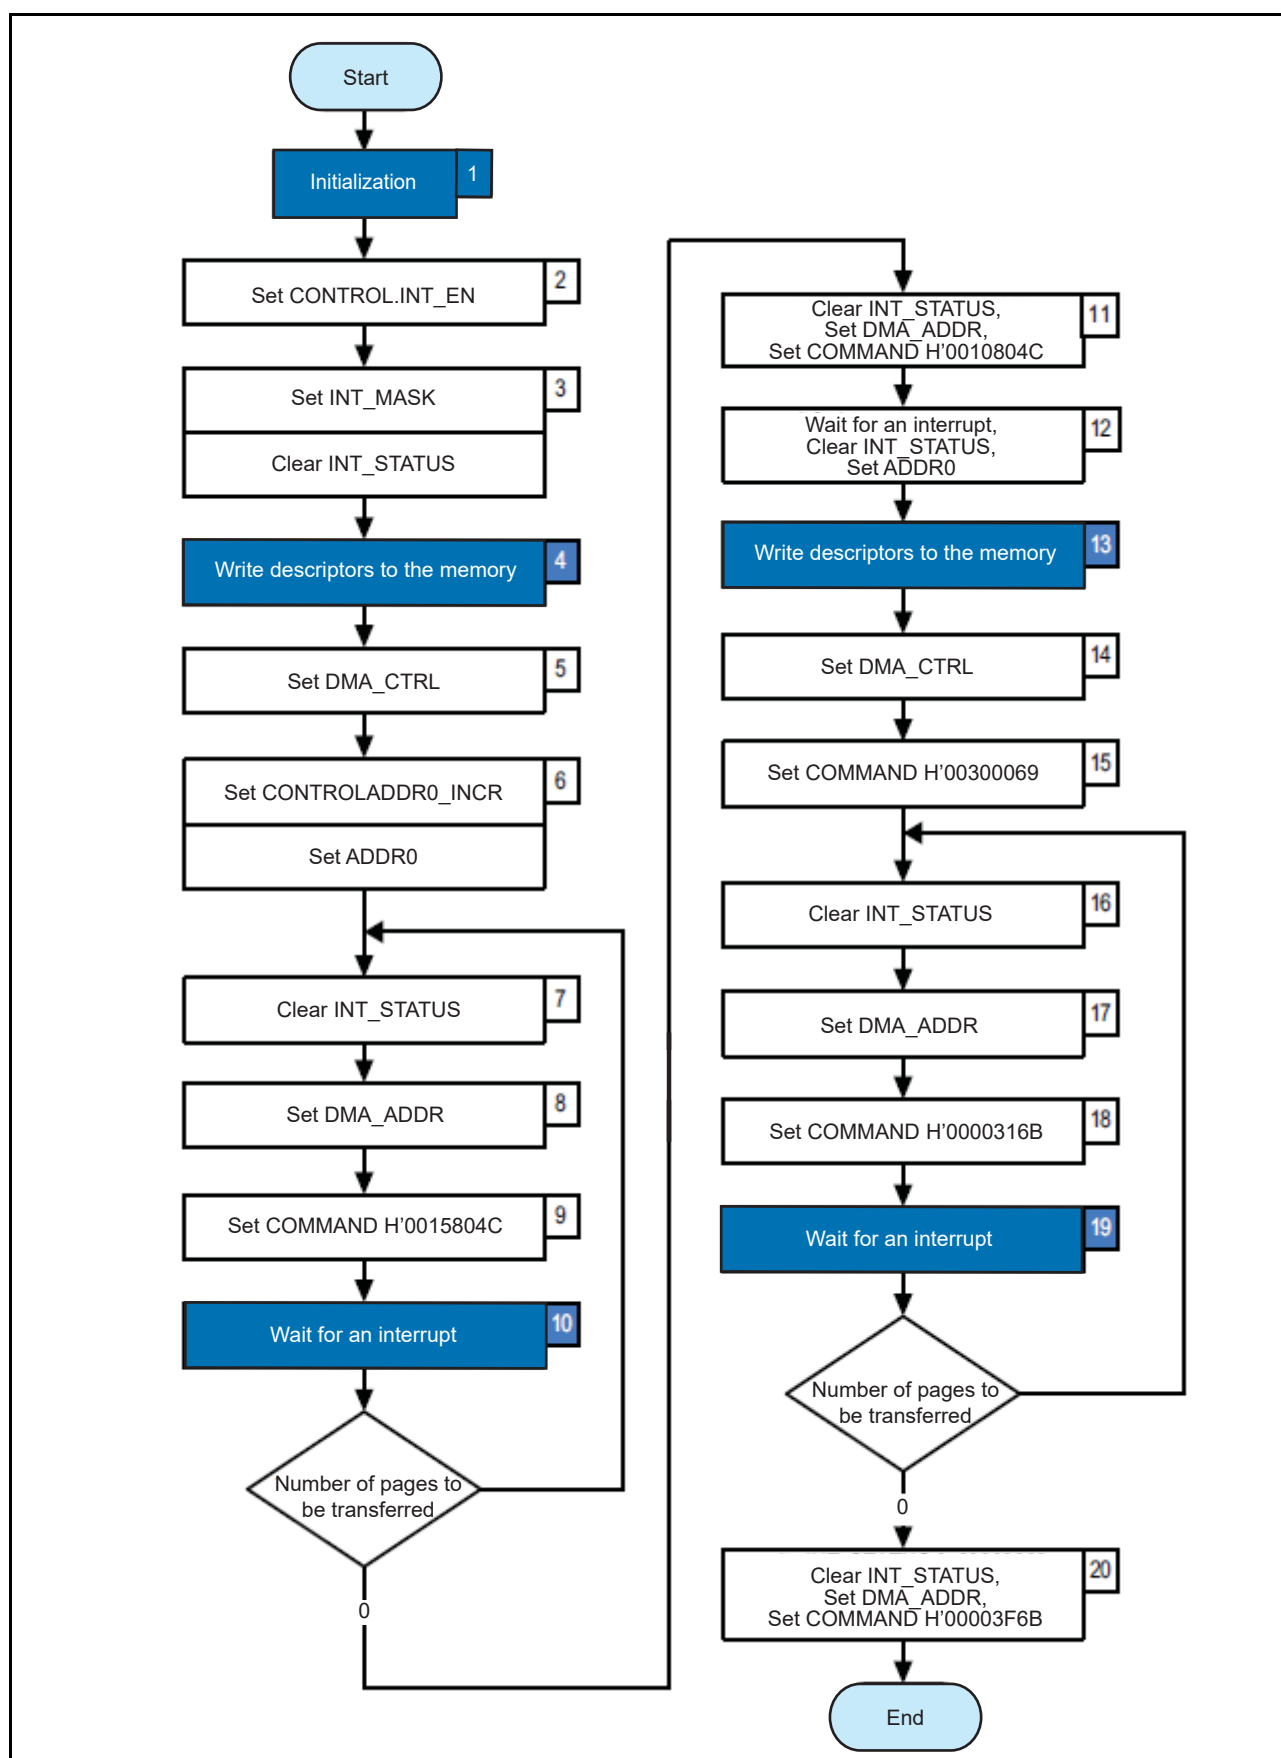 Start
Initialization
1
Set CONTROL.INT_EN
2
Set INT_MASK
3
Clear INT_STATUS
Write descriptors to the memory
4
Set DMA_CTRL
5
Set CONTROLADDR0_INCR
6
Set ADDR0
Clear INT_STATUS
7
Set DMA_ADDR
8
Set COMMAND H'0015804C
9
Wait for an interrupt
10
Number of pages to
be transferred
0
Clear INT_STATUS,
Set DMA_ADDR,
Set COMMAND H'0010804C
11
Wait for an interrupt,
Clear INT_STATUS,
Set ADDR0
12
Write descriptors to the memory
13
Set DMA_CTRL
14
Set COMMAND H'00300069
15
Clear INT_STATUS
16
Set DMA_ADDR
17
Set COMMAND H'0000316B
18
Wait for an interrupt
19
Number of pages to
be transferred
0
Clear INT_STATUS,
Set DMA_ADDR,
Set COMMAND H'00003F6B
20
End